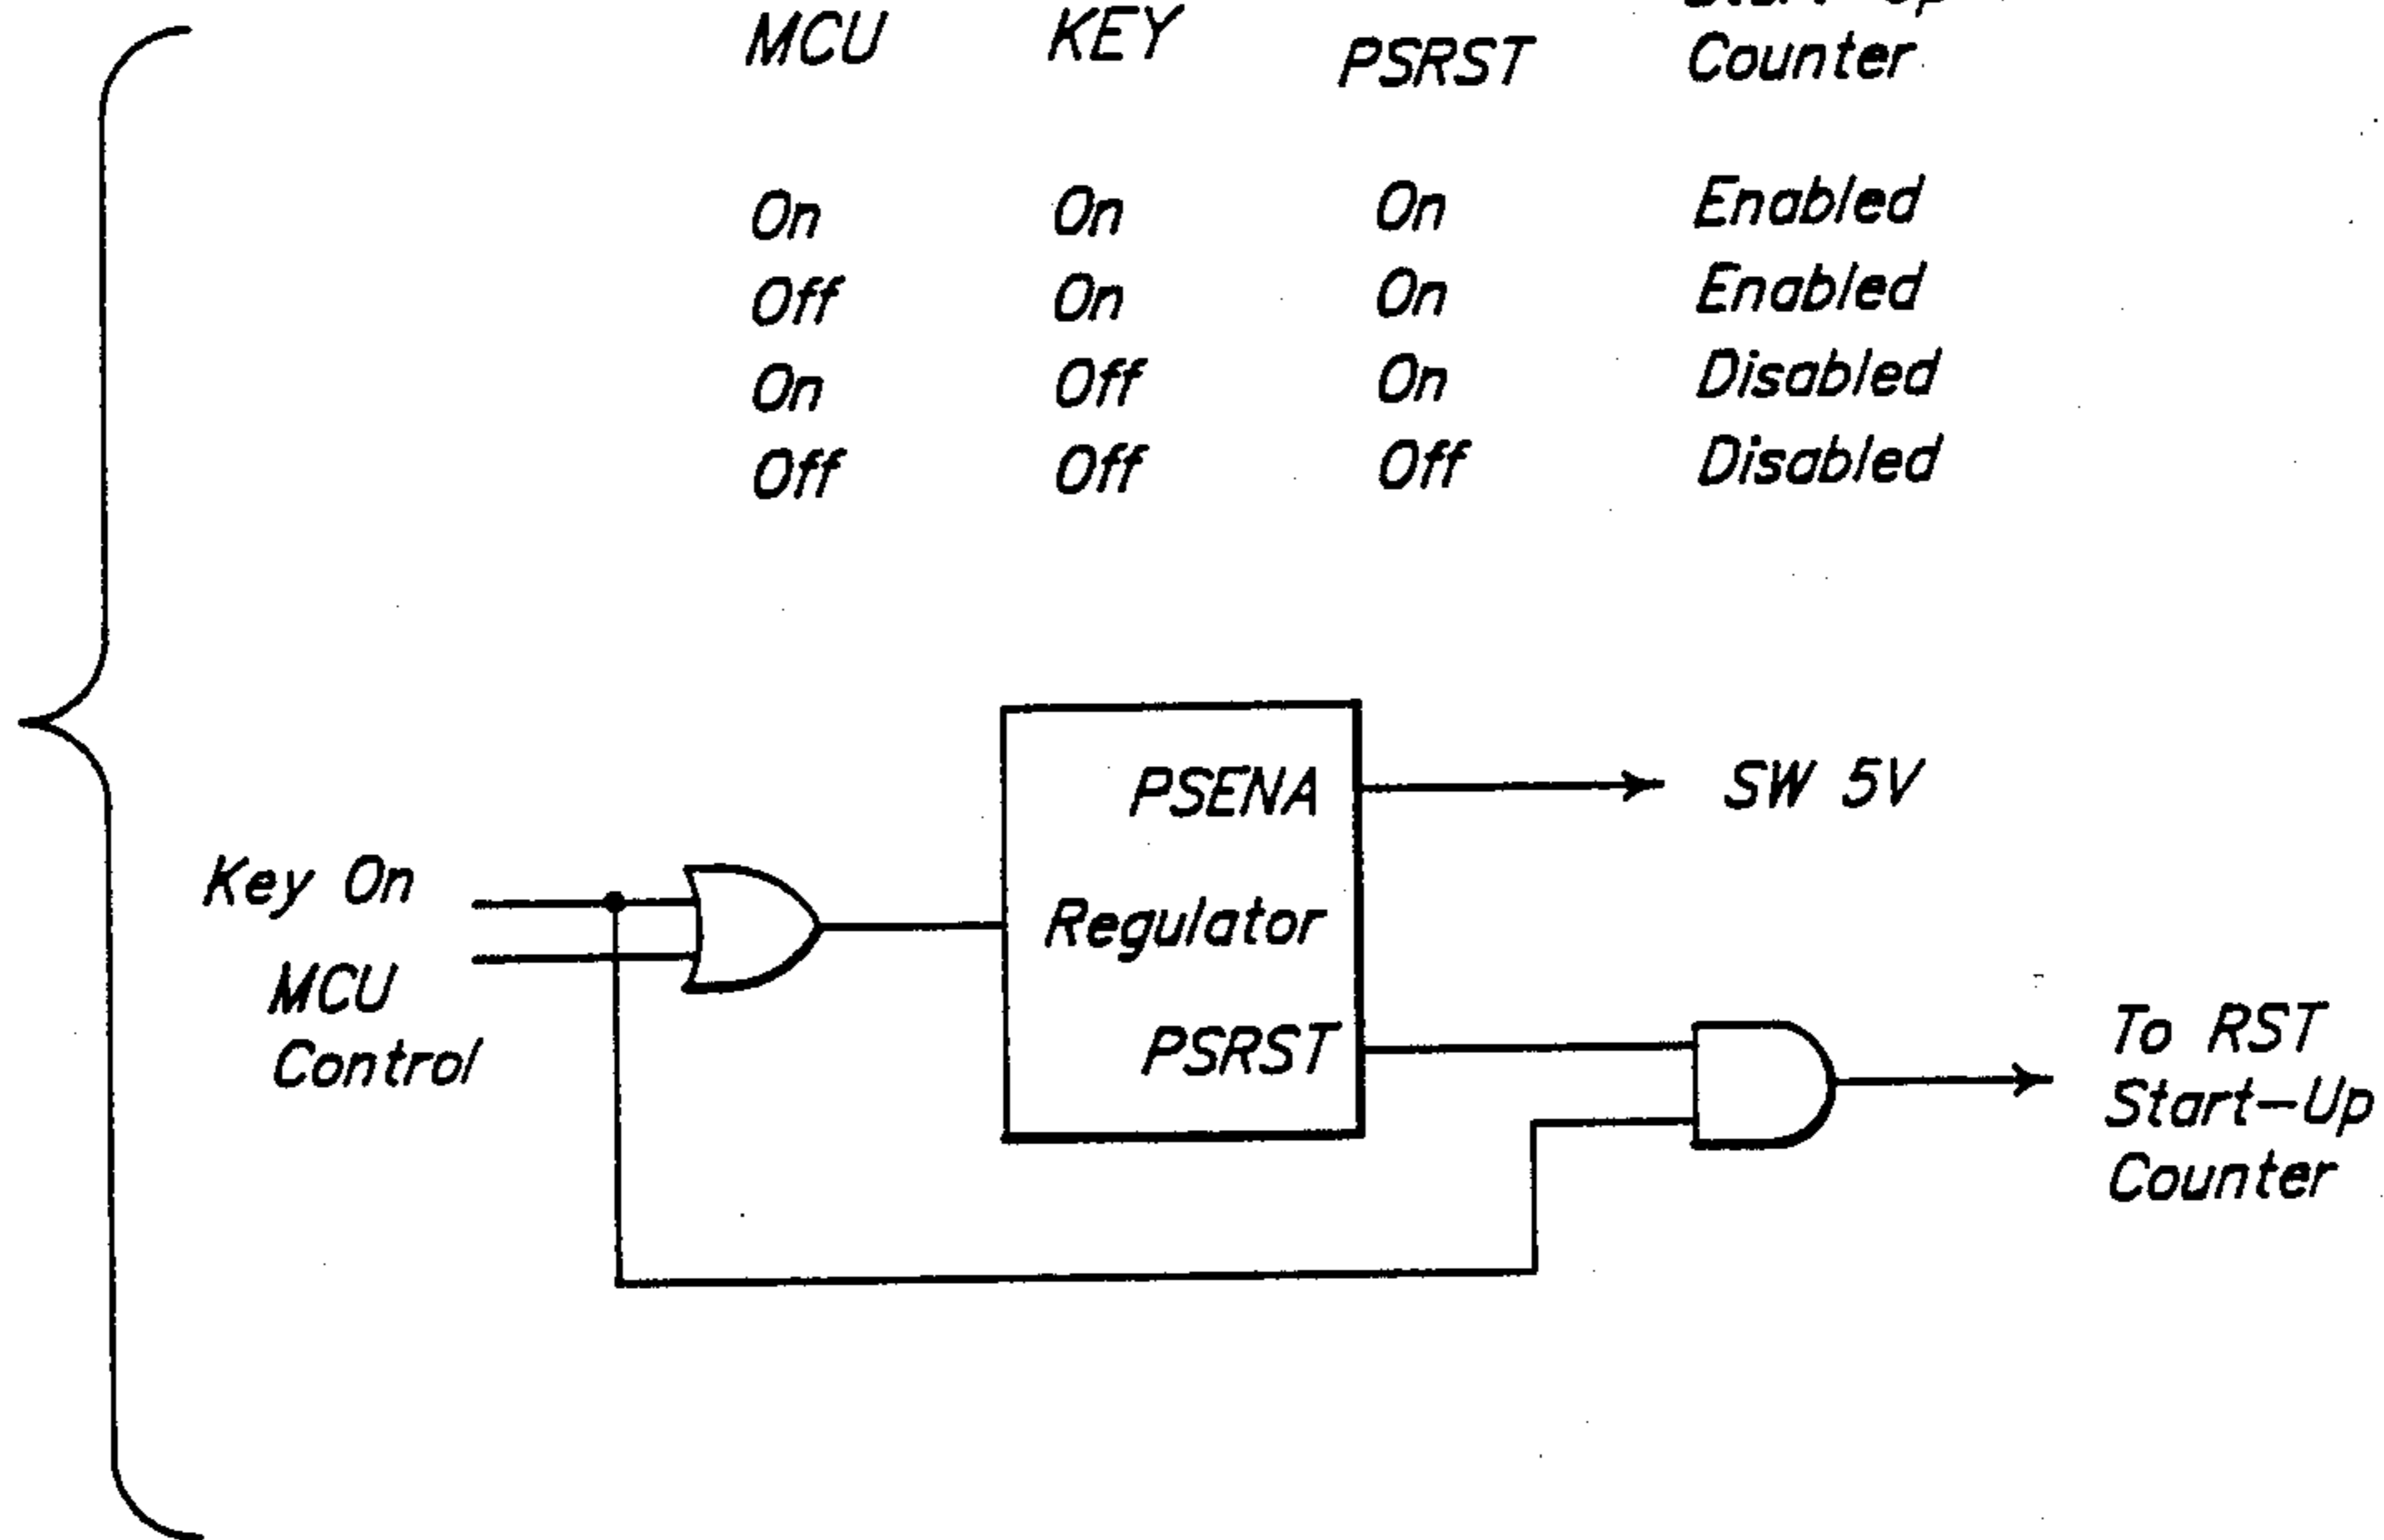 MCU KEY PSRST Counter
On On On Enabled
Off On On Enabled
On Off On Disabled
Off Off Off Disabled
PSENA
SW 5V
Key On
Regulator
MCU
Control
PSRST
To RST
Start-Up
Counter